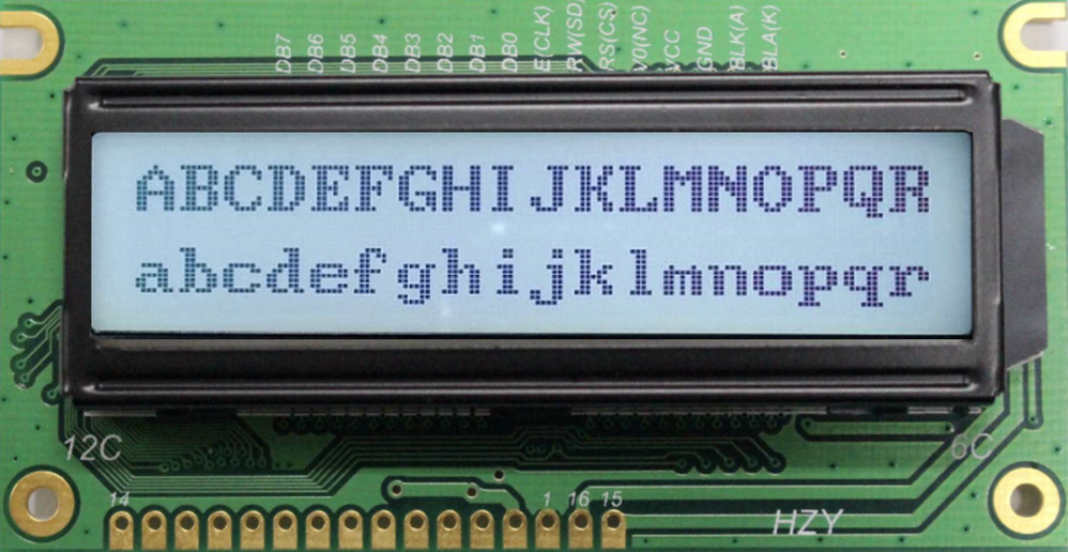 DB7
DB6
DB5
DB4
DB3
DB2
DB1
DB0
E(CLK)
RW(SD)
RS(CS)
V0(NC)
VCC
GND
BLK(A)
BLA(K)
ABCDEFGHIJKLMNOPQR
abcdefghijklmnopqr
12C
6C
14
1
16
15
HZY